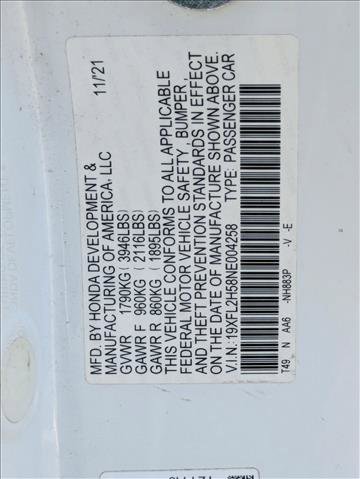 11/'21
MFD. BY HONDA DEVELOPMENT &
MANUFACTURING OF AMERICA, LLC
GVWR 1790KG ( 3946LBS)
GAWR F 960KG ( 2116LBS)
GAWR R 860KG ( 1895LBS)
THIS VEHICLE CONFORMS TO ALL APPLICABLE
FEDERAL MOTOR VEHICLE SAFETY , BUMPER ,
AND THEFT PREVENTION STANDARDS IN EFFECT
ON THE DATE OF MANUFACTURE SHOWN ABOVE.
V.I.N.: 19XFL2H58NE004258 TYPE: PASSENGER CAR
T49 N AA6 -NH883P -V -E